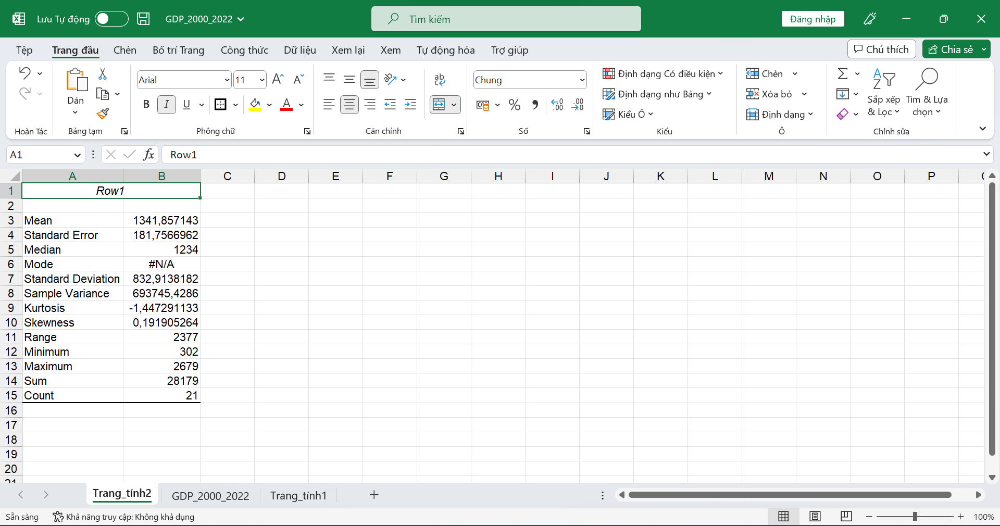 Lưu Tự động
GDP_2000_2022
Tìm kiếm
Đăng nhập
Tệp
Trang đầu
Chèn
Bố trí Trang
Công thức
Dữ liệu
Xem lại
Xem
Tự động hóa
Trợ giúp
Chú thích
Chia sẻ
Hoàn Tác
Dán
Bảng tạm
Arial
11
A^
A˅
B
I
U
A
Phông chữ
ab
Căn chỉnh
Chung
%
Số
Định dạng Có điều kiện
Định dạng như Bảng
Kiểu Ô
Kiểu
Chèn
Xóa bỏ
Định dạng
Ô
Σ
Sắp xếp & Lọc
Tìm & Lựa chọn
Chỉnh sửa
A1
fx
Row1
A B C D E F G H I J K L M N O P
1 Row1
2
3 Mean 1341,857143
4 Standard Error 181,7566962
5 Median 1234
6 Mode #N/A
7 Standard Deviation 832,9138182
8 Sample Variance 693745,4286
9 Kurtosis -1,447291133
10 Skewness 0,191905264
11 Range 2377
12 Minimum 302
13 Maximum 2679
14 Sum 28179
15 Count 21
16
17
18
19
20
21
Trang_tính2
GDP_2000_2022
Trang_tính1
Sẵn sàng
Khả năng truy cập: Không khả dụng
100%